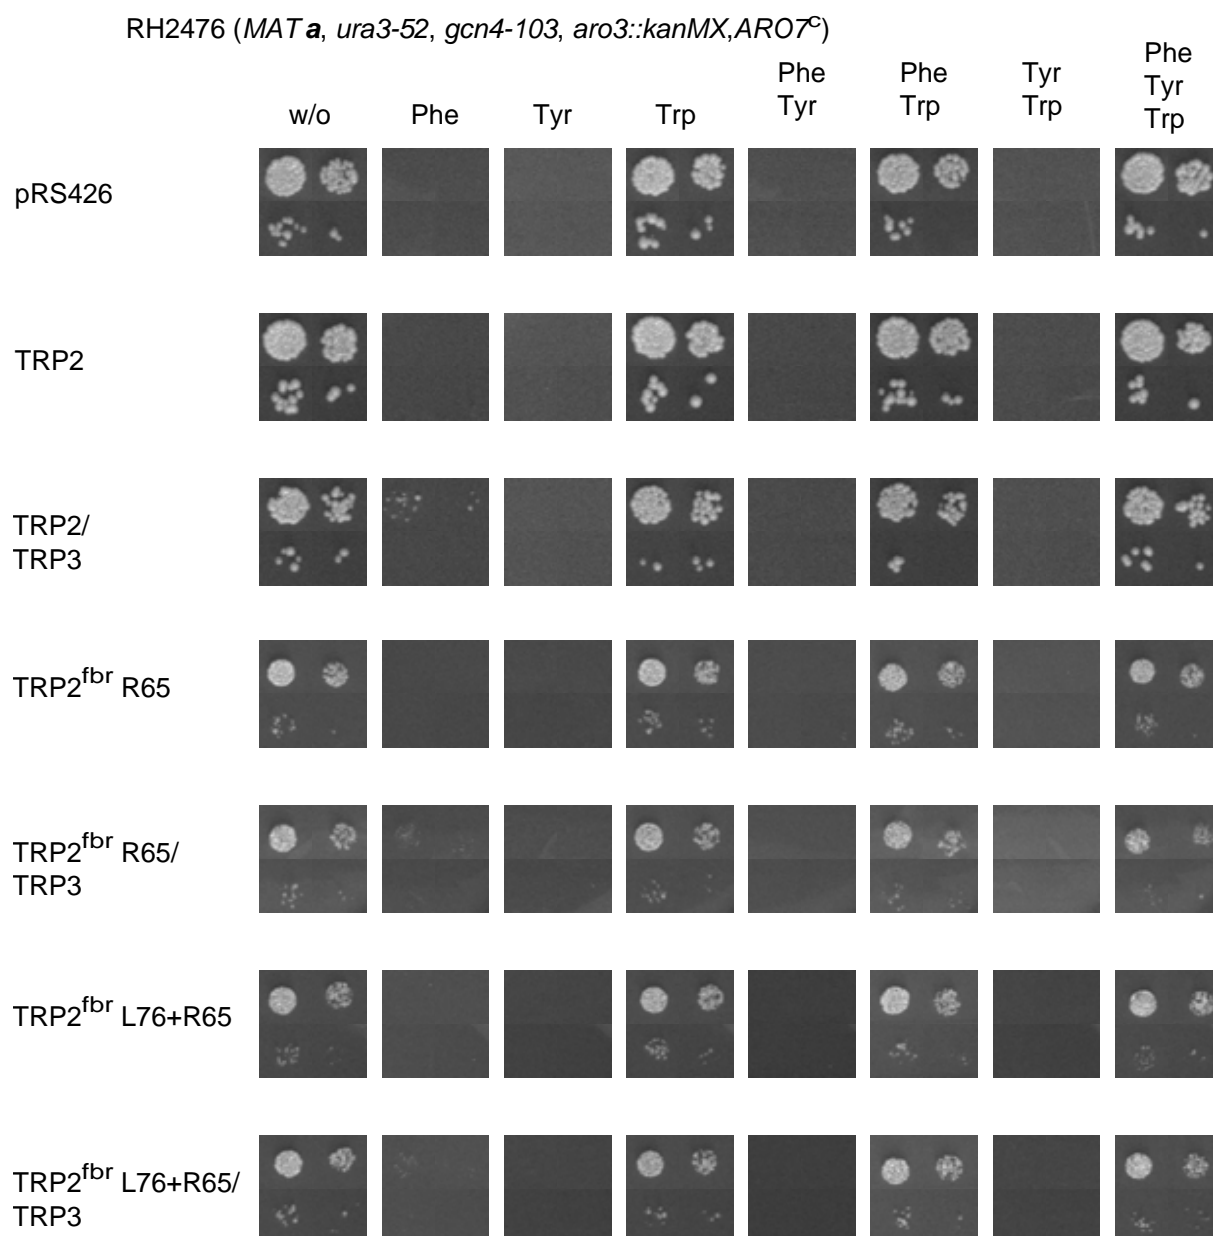 RH2476 (MAT a, ura3-52, gcn4-103, aro3::kanMX,ARO7ᶜ)
w/o Phe Tyr Trp Phe Tyr Phe Trp Tyr Trp Phe Tyr Trp
pRS426
TRP2
TRP2/
TRP3
TRP2ᶠᵇʳ R65
TRP2ᶠᵇʳ R65/
TRP3
TRP2ᶠᵇʳ L76+R65
TRP2ᶠᵇʳ L76+R65/
TRP3